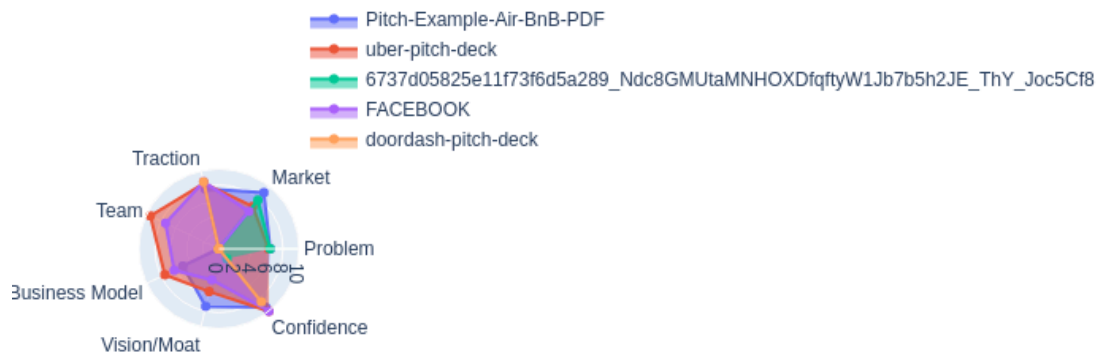 Pitch-Example-Air-BnB-PDF
uber-pitch-deck
6737d05825e11f73f6d5a289_Ndc8GMUtaMNHOXDfqftyW1Jb7b5h2JE_ThY_Joc5Cf8
FACEBOOK
doordash-pitch-deck
Traction
Market
Team
Problem
0 2 4 6 8 10
Business Model
Confidence
Vision/Moat